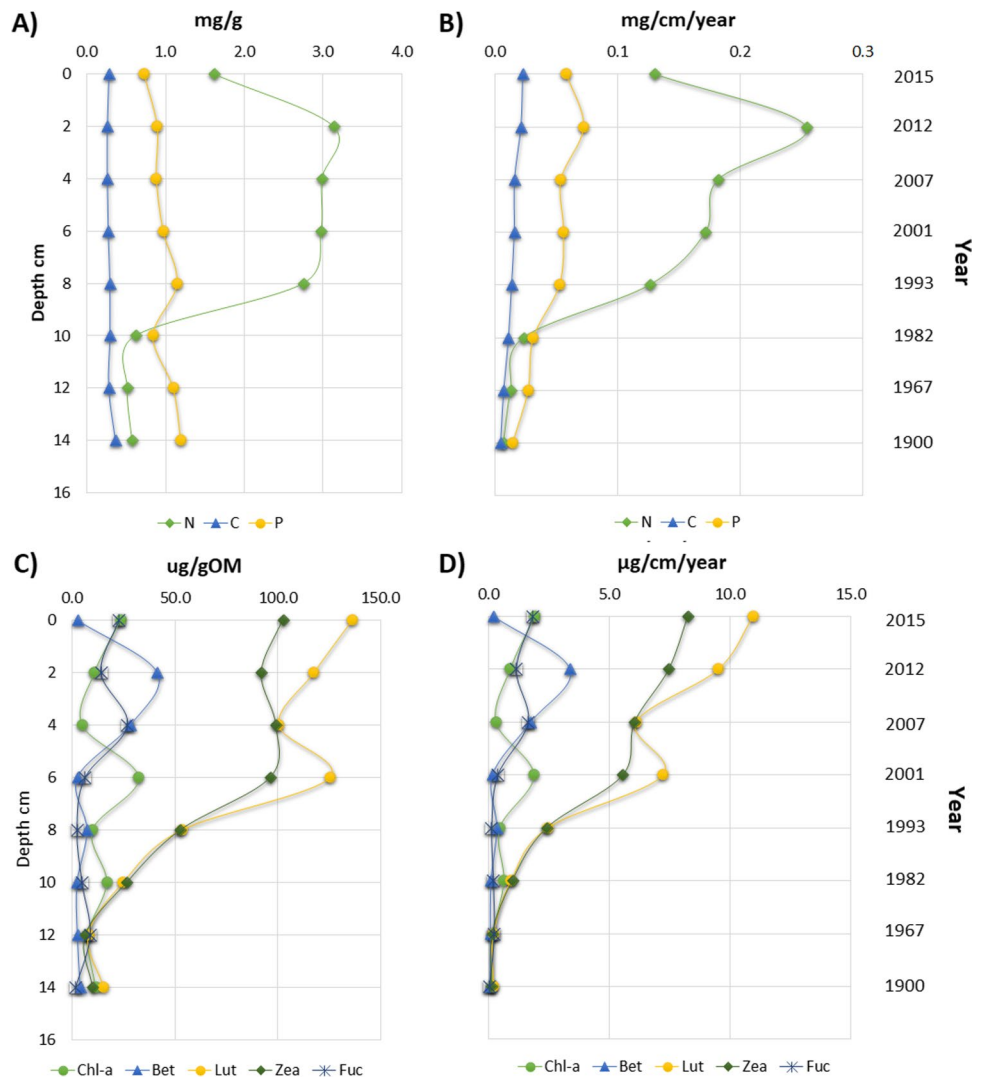 A) mg/g
0.0 1.0 2.0 3.0 4.0
0
2
4
6
8
10
12
14
16
Depth cm
N C P
B) mg/cm/year
0.0 0.1 0.2 0.3
2015
2012
2007
2001
1993
1982
1967
1900
Year
N C P
C) ug/gOM
0.0 50.0 100.0 150.0
0
2
4
6
8
10
12
14
16
Depth cm
Chl-a Bet Lut Zea Fuc
D) µg/cm/year
0.0 5.0 10.0 15.0
2015
2012
2007
2001
1993
1982
1967
1900
Year
Chl-a Bet Lut Zea Fuc